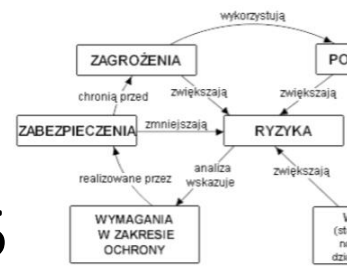 wykorzystują
ZAGROŻENIA
chronią przed
zwiększają
zwiększają
ZABEZPIECZENIA
zmniejszają
RYZYKA
realizowane przez
analiza
wskazuje
zwiększają
WYMAGANIA
W ZAKRESIE
OCHRONY